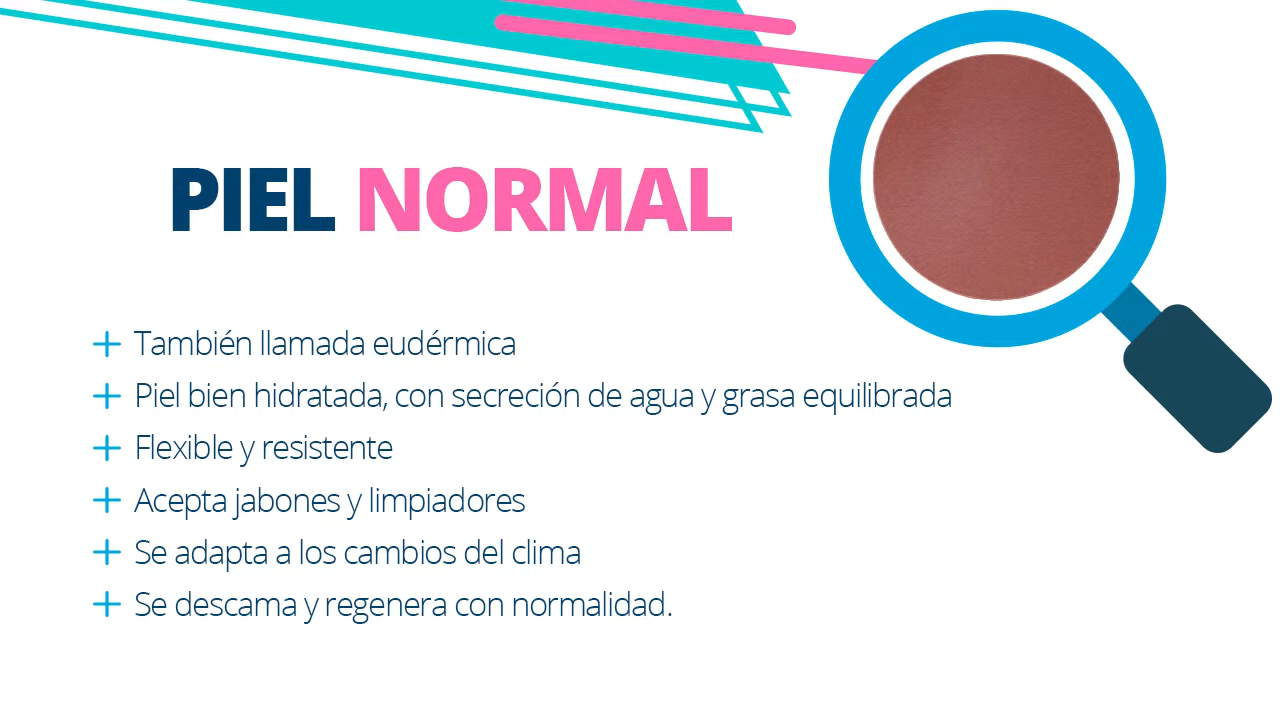 PIEL NORMAL
También llamada eudérmica
Piel bien hidratada, con secreción de agua y grasa equilibrada
Flexible y resistente
Acepta jabones y limpiadores
Se adapta a los cambios del clima
Se descama y regenera con normalidad.